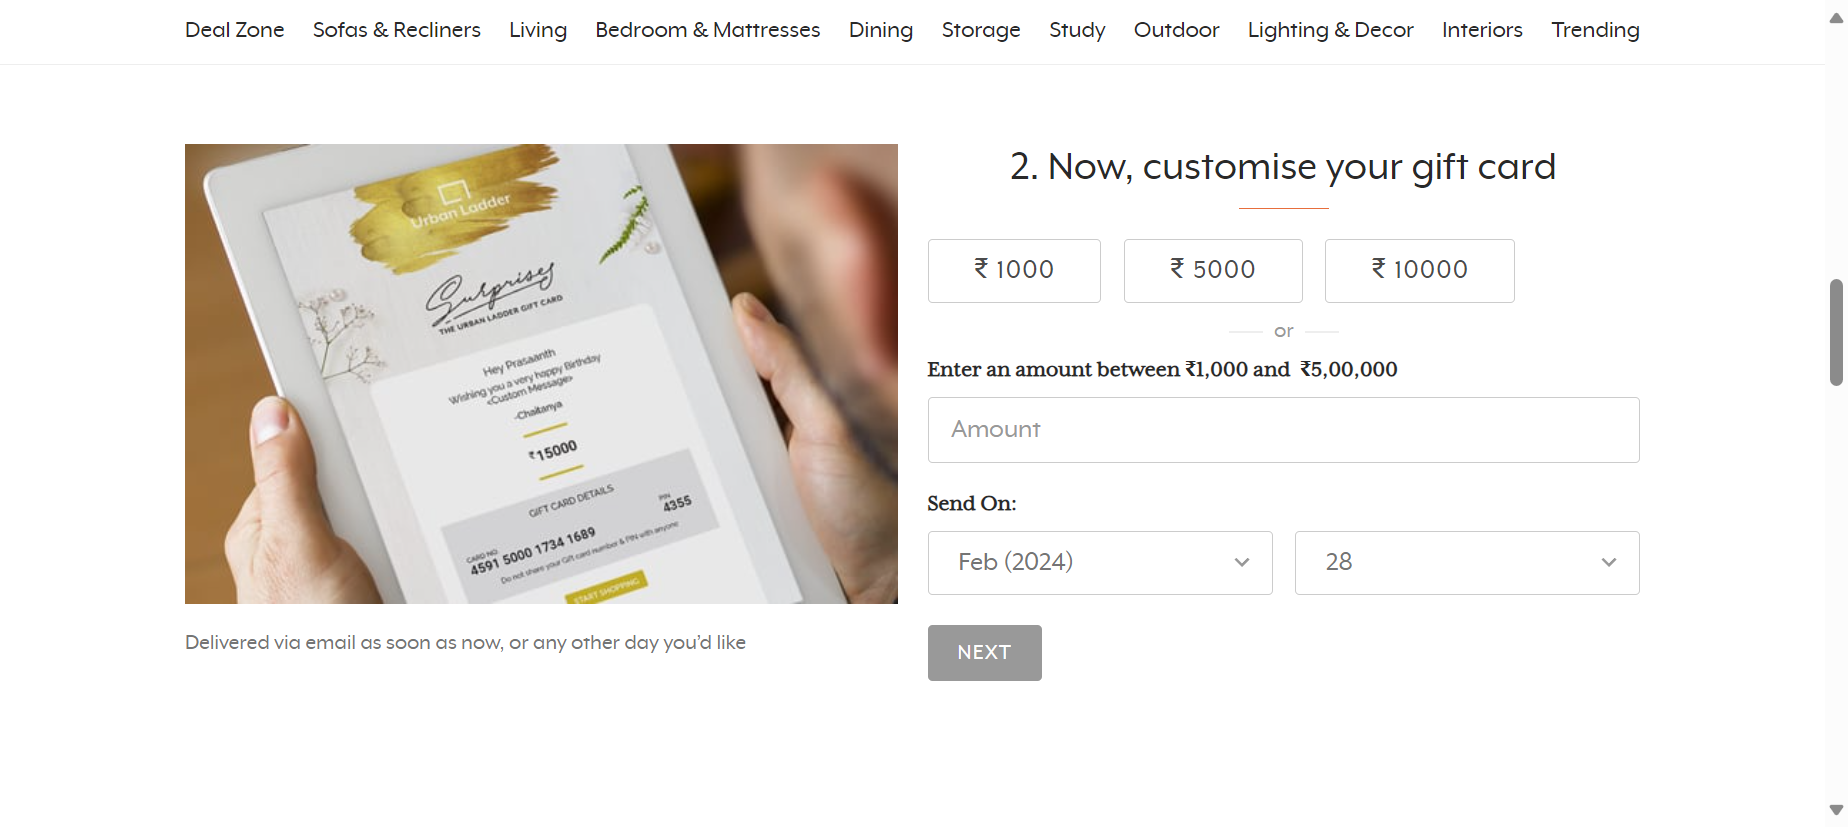 Deal Zone Sofas & Recliners Living Bedroom & Mattresses Dining Storage Study Outdoor Lighting & Decor Interiors Trending
Urban Ladder
Surprises
THE URBAN LADDER GIFT CARD
Hey Prasaanth
Wishing you a very happy Birthday
<Custom Message>
-Chaitanya
₹15000
GIFT CARD DETAILS
CARD NO.
4591 5000 1734 1689
PIN
4355
Do not share your Gift card number & PIN with anyone
START SHOPPING
Delivered via email as soon as now, or any other day you’d like
2. Now, customise your gift card
₹ 1000 ₹ 5000 ₹ 10000
or
Enter an amount between ₹1,000 and ₹5,00,000
Amount
Send On:
Feb (2024) 28
NEXT